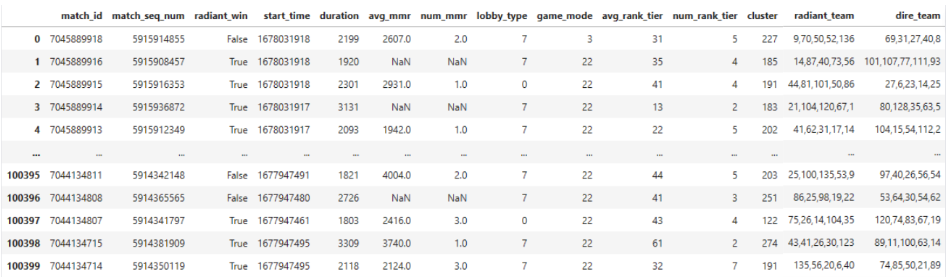 match_id match_seq_num radiant_win start_time duration avg_mmr num_mmr lobby_type game_mode avg_rank_tier num_rank_tier cluster radiant_team dire_team
0 7045889918 5915914855 False 1678031918 2199 2607.0 2.0 7 3 31 5 227 9,70,50,52,136 69,31,27,40,8
1 7045889916 5915908457 True 1678031918 1920 NaN NaN 7 22 35 4 185 14,87,40,73,56 101,107,77,111,93
2 7045889915 5915916353 True 1678031918 2301 2931.0 1.0 0 22 41 4 191 44,81,101,50,86 27,6,23,14,25
3 7045889914 5915936872 True 1678031917 3131 NaN NaN 7 22 13 2 183 21,104,120,67,1 80,128,35,63,5
4 7045889913 5915912349 True 1678031917 2093 1942.0 1.0 7 22 22 5 202 41,62,31,17,14 104,15,54,112,2
... ... ... ... ... ... ... ... ... ... ... ... ... ... ...
100395 7044134811 5914342148 False 1677947491 1821 4004.0 2.0 7 22 44 5 203 25,100,135,53,9 97,40,26,56,54
100396 7044134808 5914365565 False 1677947480 2726 NaN NaN 7 22 41 3 251 86,25,98,19,22 53,64,30,54,62
100397 7044134807 5914341797 True 1677947461 1803 2416.0 3.0 0 22 43 4 122 75,26,14,104,35 120,74,83,67,19
100398 7044134715 5914381909 True 1677947495 3309 3740.0 1.0 7 22 61 2 274 43,41,26,30,123 89,11,100,63,14
100399 7044134714 5914350119 True 1677947495 2118 2124.0 3.0 7 22 32 7 191 135,56,20,6,40 74,85,50,21,89